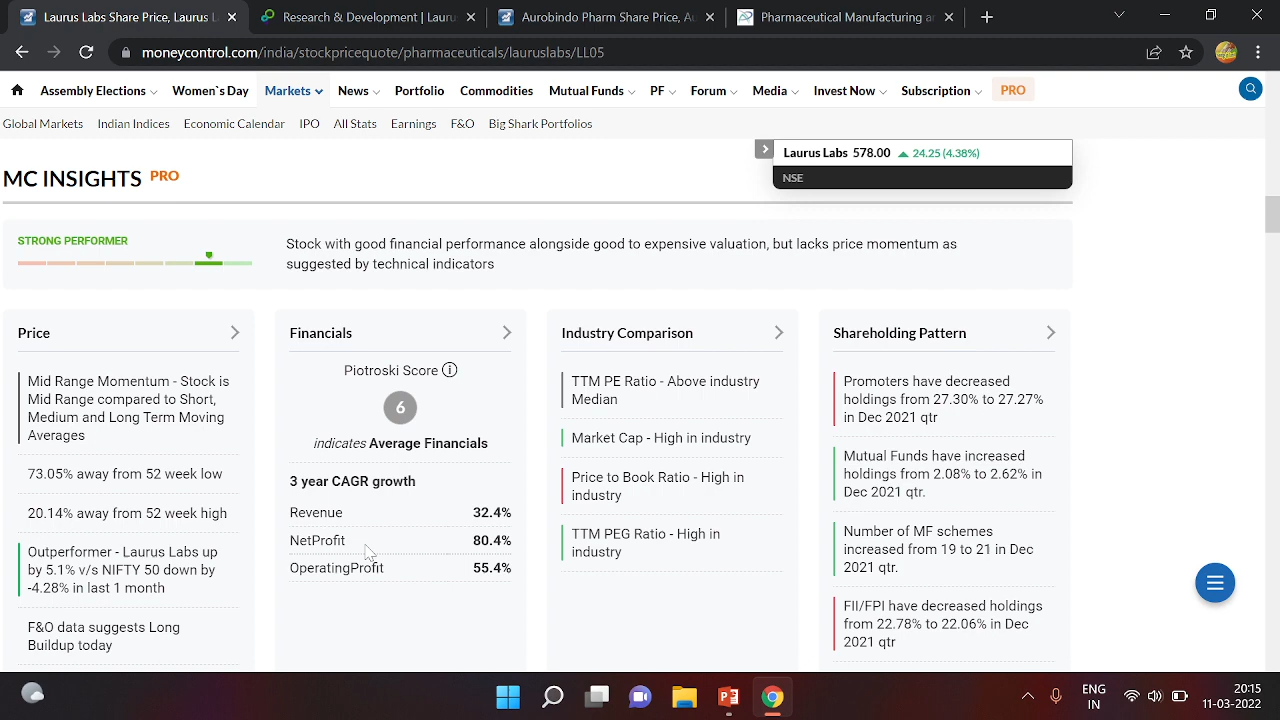 Laurus Labs Share Price, Laurus L
Research & Development | Laurus
Aurobindo Pharm Share Price, Au
Pharmaceutical Manufacturing an
moneycontrol.com/india/stockpricequote/pharmaceuticals/lauruslabs/LL05
Assembly Elections Women`s Day Markets News Portfolio Commodities Mutual Funds PF Forum Media Invest Now Subscription PRO
Global Markets Indian Indices Economic Calendar IPO All Stats Earnings F&O Big Shark Portfolios
Laurus Labs 578.00 24.25 (4.38%)
NSE
MC INSIGHTS PRO
STRONG PERFORMER
Stock with good financial performance alongside good to expensive valuation, but lacks price momentum as
suggested by technical indicators
Price
Mid Range Momentum - Stock is
Mid Range compared to Short,
Medium and Long Term Moving
Averages
73.05% away from 52 week low
20.14% away from 52 week high
Outperformer - Laurus Labs up
by 5.1% v/s NIFTY 50 down by
-4.28% in last 1 month
F&O data suggests Long
Buildup today
Financials
Piotroski Score
6
indicates Average Financials
3 year CAGR growth
Revenue 32.4%
NetProfit 80.4%
OperatingProfit 55.4%
Industry Comparison
TTM PE Ratio - Above industry
Median
Market Cap - High in industry
Price to Book Ratio - High in
industry
TTM PEG Ratio - High in
industry
Shareholding Pattern
Promoters have decreased
holdings from 27.30% to 27.27%
in Dec 2021 qtr
Mutual Funds have increased
holdings from 2.08% to 2.62% in
Dec 2021 qtr.
Number of MF schemes
increased from 19 to 21 in Dec
2021 qtr.
FII/FPI have decreased holdings
from 22.78% to 22.06% in Dec
2021 qtr
ENG
IN
20:15
11-03-2022